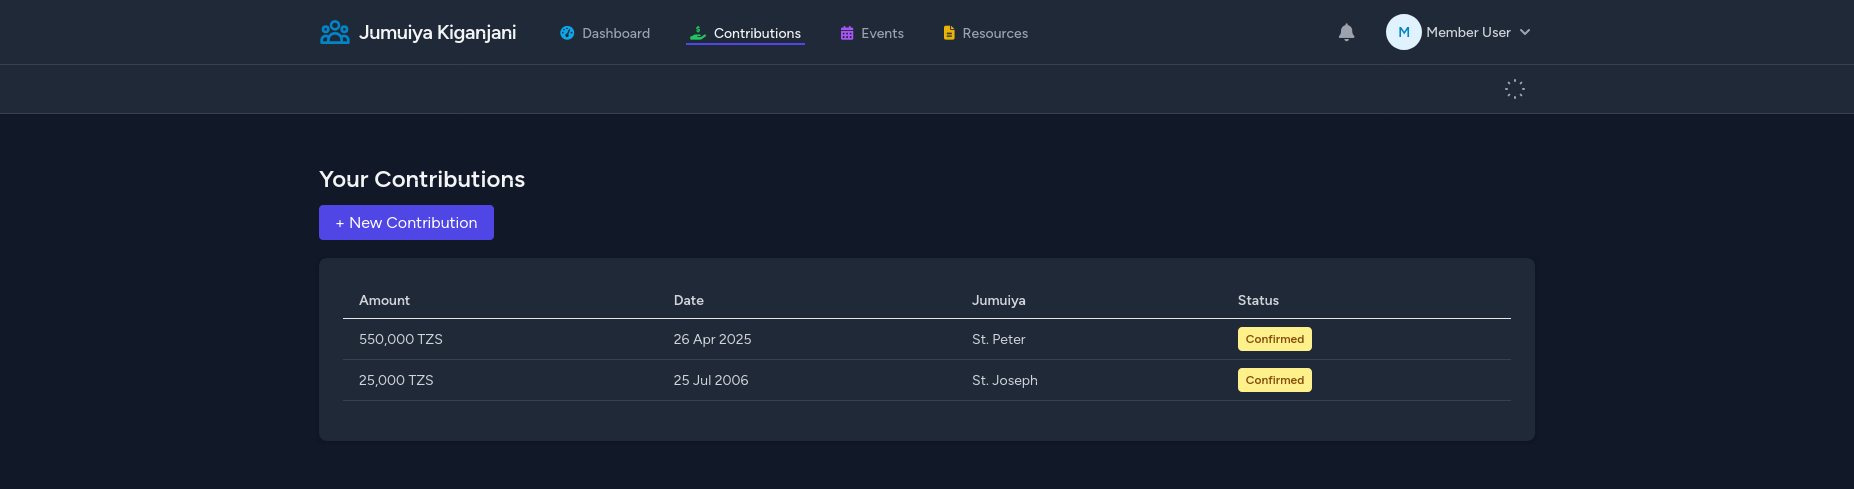 Jumuiya Kiganjani Dashboard Contributions Events Resources M Member User
Your Contributions
+ New Contribution
Amount Date Jumuiya Status
550,000 TZS 26 Apr 2025 St. Peter Confirmed
25,000 TZS 25 Jul 2006 St. Joseph Confirmed